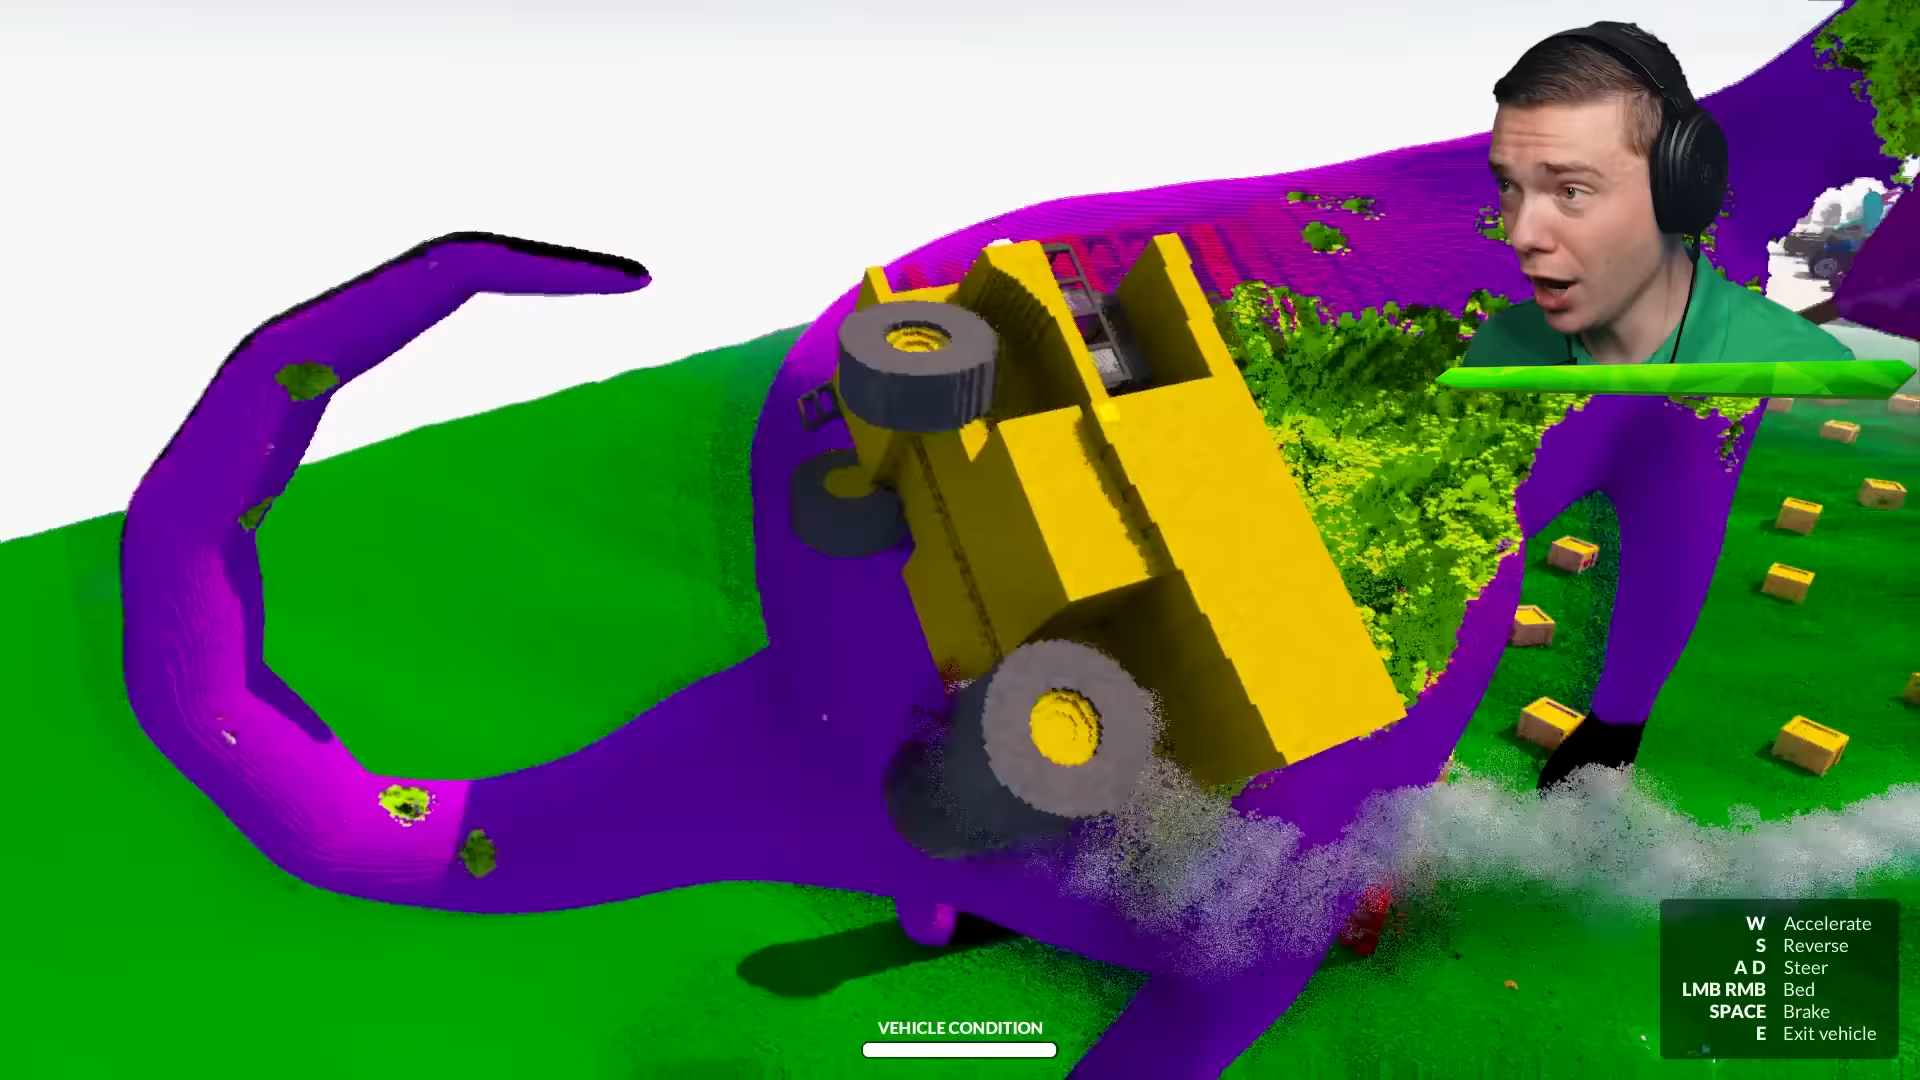 W Accelerate
S Reverse
A D Steer
LMB RMB Bed
SPACE Brake
E Exit vehicle
VEHICLE CONDITION